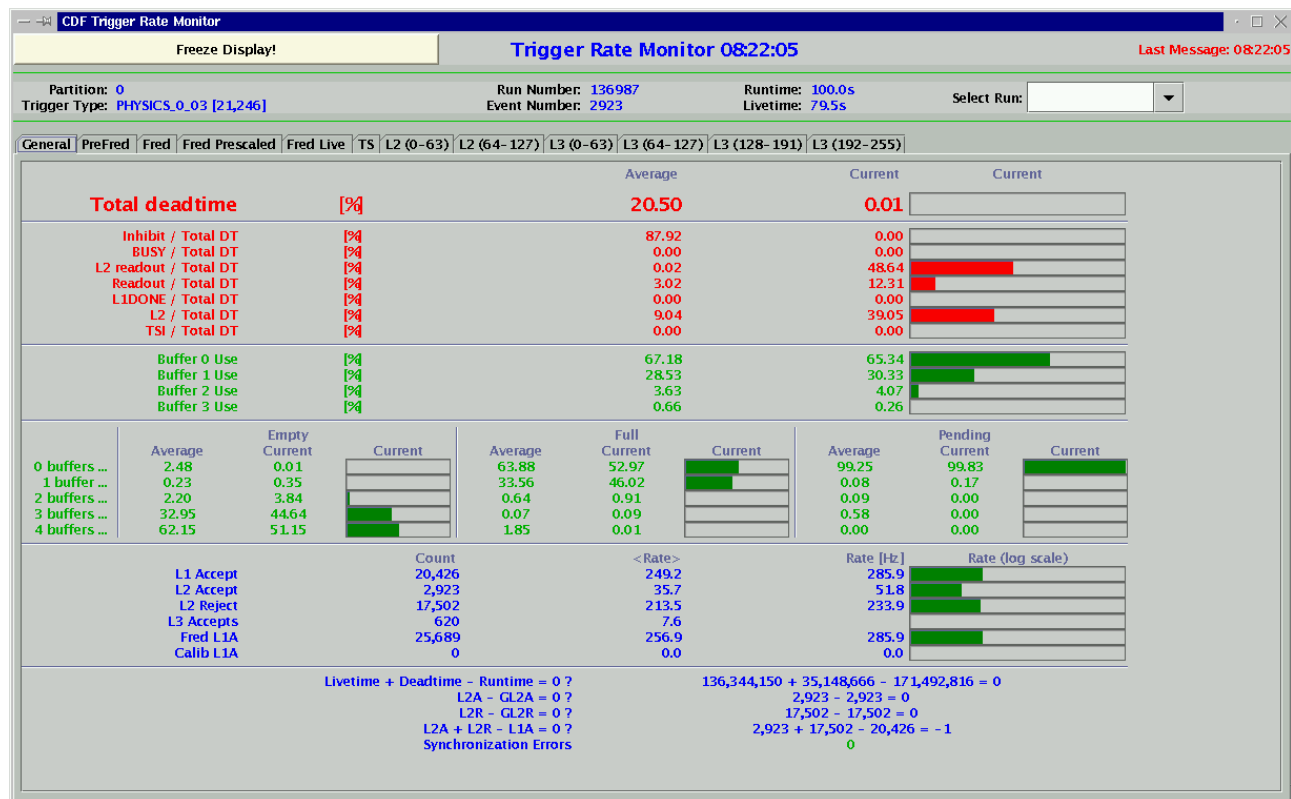 CDF Trigger Rate Monitor
Freeze Display! Trigger Rate Monitor 08:22:05 Last Message: 08:22:05
Partition: 0 Run Number: 136987 Runtime: 100.0s Select Run:
Trigger Type: PHYSICS_0_03 [21,246] Event Number: 2923 Livetime: 79.5s
General PreFred Fred Fred Prescaled Fred Live TS L2 (0-63) L2 (64-127) L3 (0-63) L3 (64-127) L3 (128-191) L3 (192-255)
Average Current Current
Total deadtime [%] 20.50 0.01
Inhibit / Total DT [%] 87.92 0.00
BUSY / Total DT [%] 0.00 0.00
L2 readout / Total DT [%] 0.02 48.64
Readout / Total DT [%] 3.02 12.31
L1DONE / Total DT [%] 0.00 0.00
L2 / Total DT [%] 9.04 39.05
TSI / Total DT [%] 0.00 0.00
Buffer 0 Use [%] 67.18 65.34
Buffer 1 Use [%] 28.53 30.33
Buffer 2 Use [%] 3.63 4.07
Buffer 3 Use [%] 0.66 0.26
Empty Full Pending
Average Current Current Average Current Current Average Current Current
0 buffers ... 2.48 0.01 63.88 52.97 99.25 99.83
1 buffer ... 0.23 0.35 33.56 46.02 0.08 0.17
2 buffers ... 2.20 3.84 0.64 0.91 0.09 0.00
3 buffers ... 32.95 44.64 0.07 0.09 0.58 0.00
4 buffers ... 62.15 51.15 1.85 0.01 0.00 0.00
Count <Rate> Rate [Hz] Rate (log scale)
L1 Accept 20,426 249.2 285.9
L2 Accept 2,923 35.7 51.8
L2 Reject 17,502 213.5 233.9
L3 Accepts 620 7.6
Fred L1A 25,689 256.9 285.9
Calib L1A 0 0.0 0.0
Livetime + Deadtime - Runtime = 0 ? 136,344,150 + 35,148,666 - 171,492,816 = 0
L2A - GL2A = 0 ? 2,923 - 2,923 = 0
L2R - GL2R = 0 ? 17,502 - 17,502 = 0
L2A + L2R - L1A = 0 ? 2,923 + 17,502 - 20,426 = -1
Synchronization Errors 0